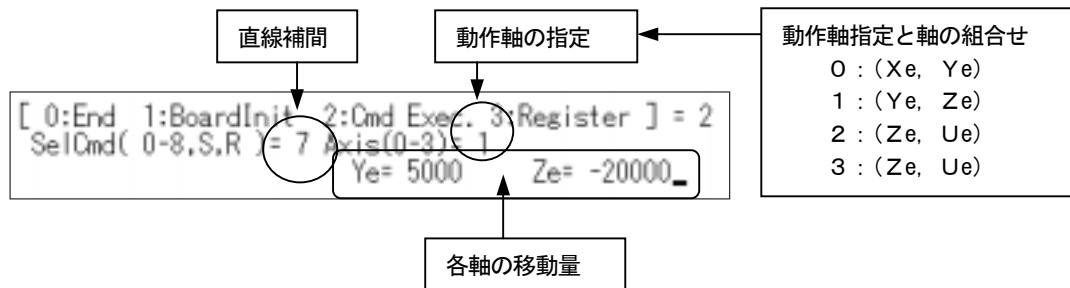 直線補間
動作軸の指定
動作軸指定と軸の組合せ
0：(Xe, Ye)
1：(Ye, Ze)
2：(Ze, Ue)
3：(Ze, Ue)
[ 0:End 1:BoardInit 2:Cmd Exec. 3:Register ] = 2
SelCmd( 0-8,S,R )= 7 Axis(0-3)= 1
Ye= 5000 Ze= -20000_
各軸の移動量